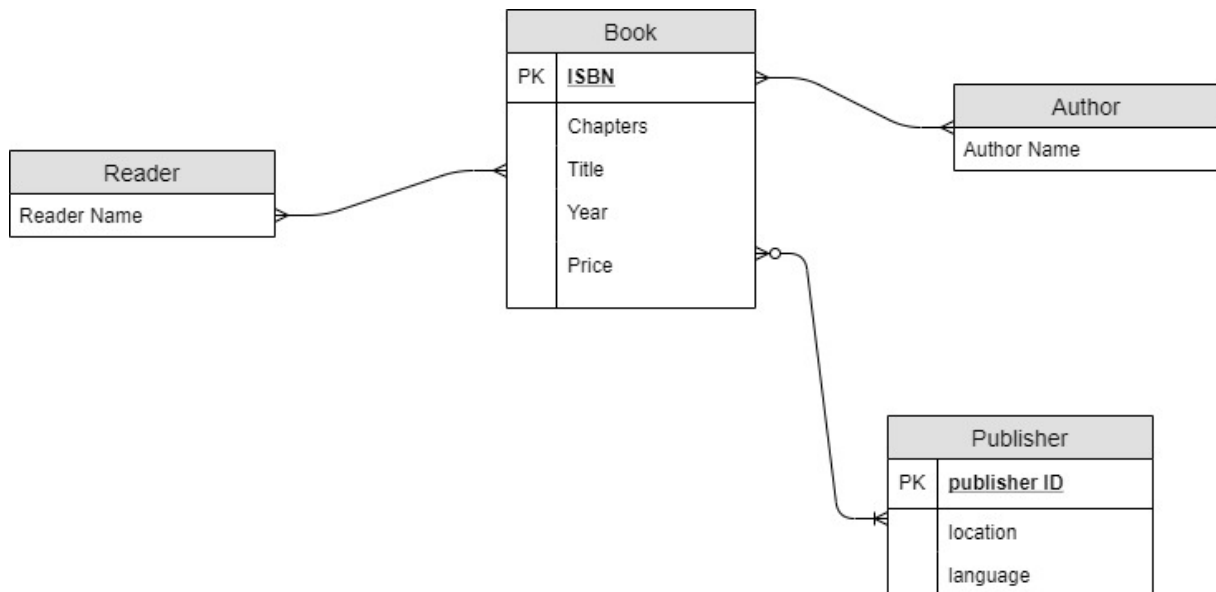 Book
PK ISBN
Chapters
Title
Year
Price
Reader
Reader Name
Author
Author Name
Publisher
PK publisher ID
location
language